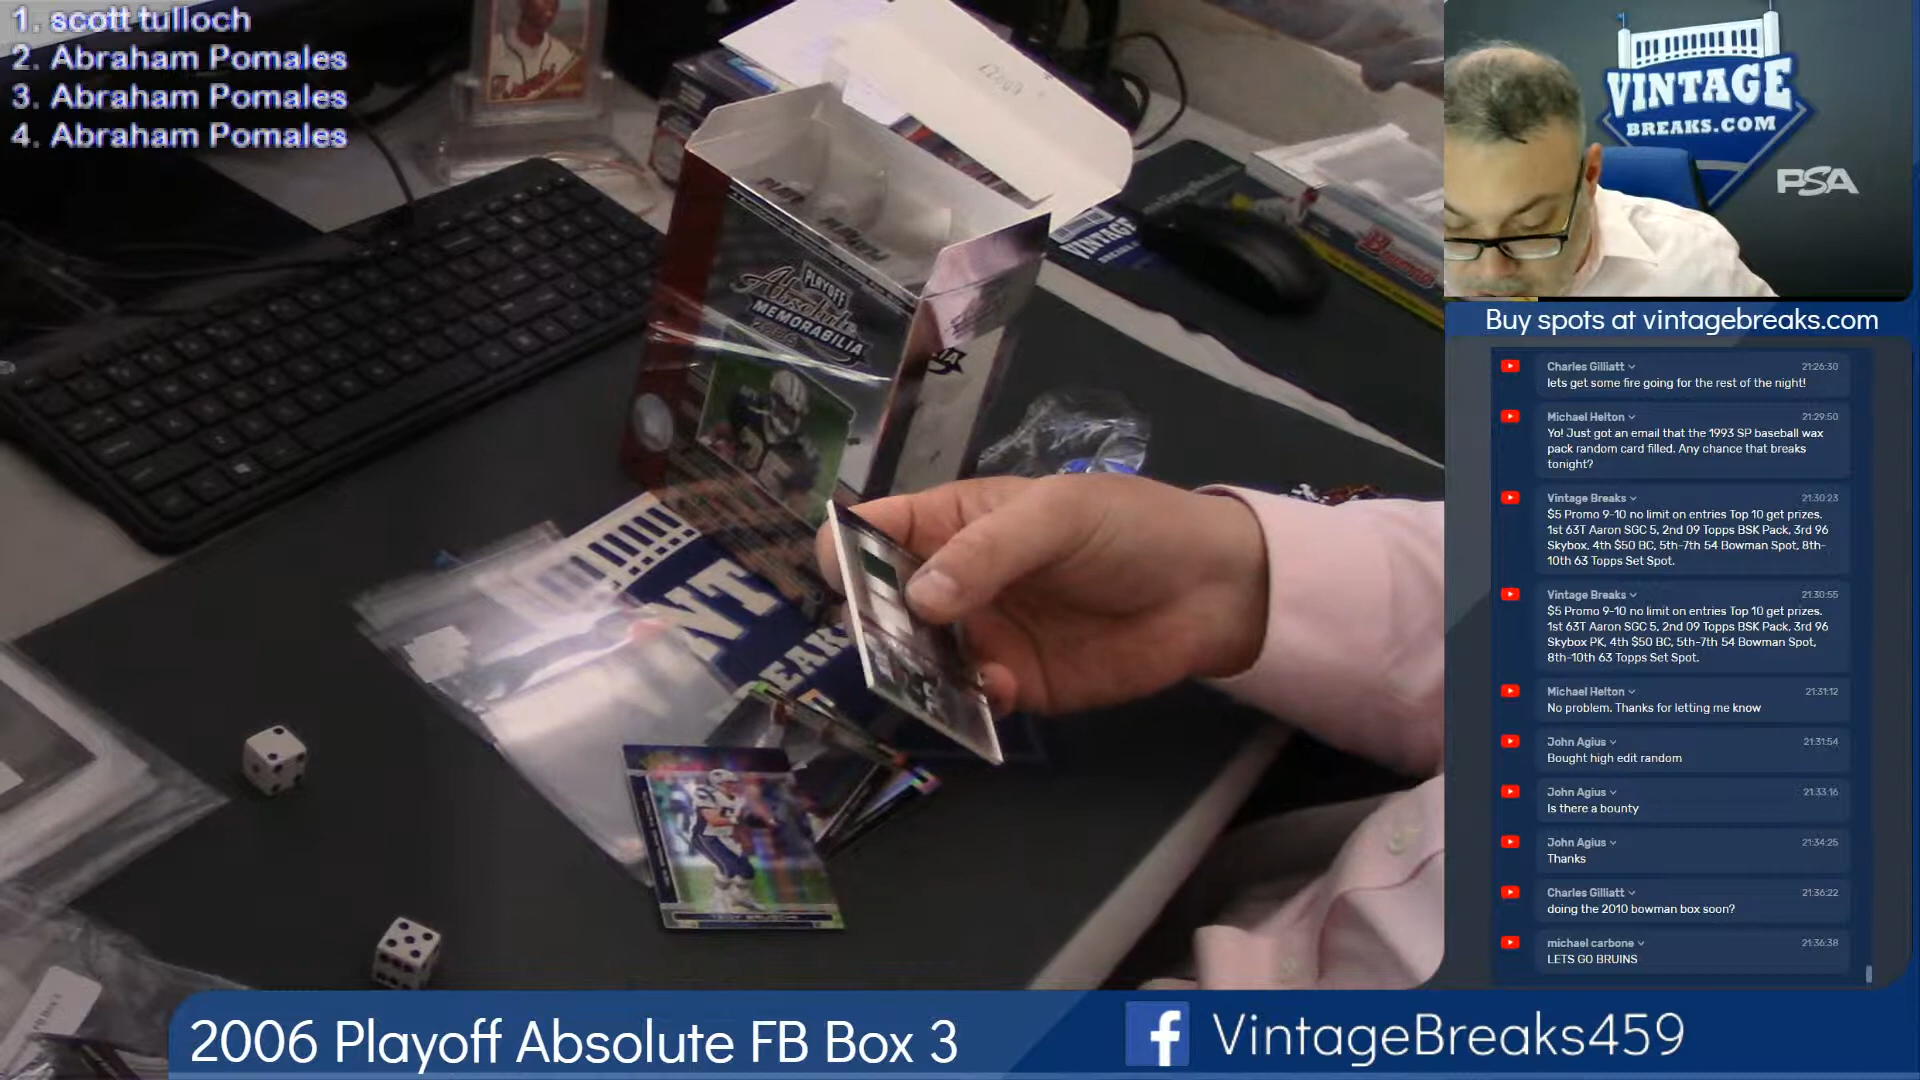 1. scott tulloch
2. Abraham Pomales
3. Abraham Pomales
4. Abraham Pomales
PLAYOFF
Absolute
MEMORABILIA
2006
VINTAGE
Bowman
NT
BREAK
VINTAGE
BREAKS.COM
PSA
Buy spots at vintagebreaks.com
Charles Gilliatt 21:26:30
lets get some fire going for the rest of the night!
Michael Helton 21:29:50
Yo! Just got an email that the 1993 SP baseball wax
pack random card filled. Any chance that breaks
tonight?
Vintage Breaks 21:30:23
$5 Promo 9-10 no limit on entries Top 10 get prizes.
1st 63T Aaron SGC 5, 2nd 09 Topps BSK Pack, 3rd 96
Skybox, 4th $50 BC, 5th-7th 54 Bowman Spot, 8th-
10th 63 Topps Set Spot.
Vintage Breaks 21:30:55
$5 Promo 9-10 no limit on entries Top 10 get prizes.
1st 63T Aaron SGC 5, 2nd 09 Topps BSK Pack, 3rd 96
Skybox PK, 4th $50 BC, 5th-7th 54 Bowman Spot,
8th-10th 63 Topps Set Spot.
Michael Helton 21:31:12
No problem. Thanks for letting me know
John Agius 21:31:54
Bought high edit random
John Agius 21:33:16
Is there a bounty
John Agius 21:34:25
Thanks
Charles Gilliatt 21:36:22
doing the 2010 bowman box soon?
michael carbone 21:36:38
LETS GO BRUINS
2006 Playoff Absolute FB Box 3
f VintageBreaks459